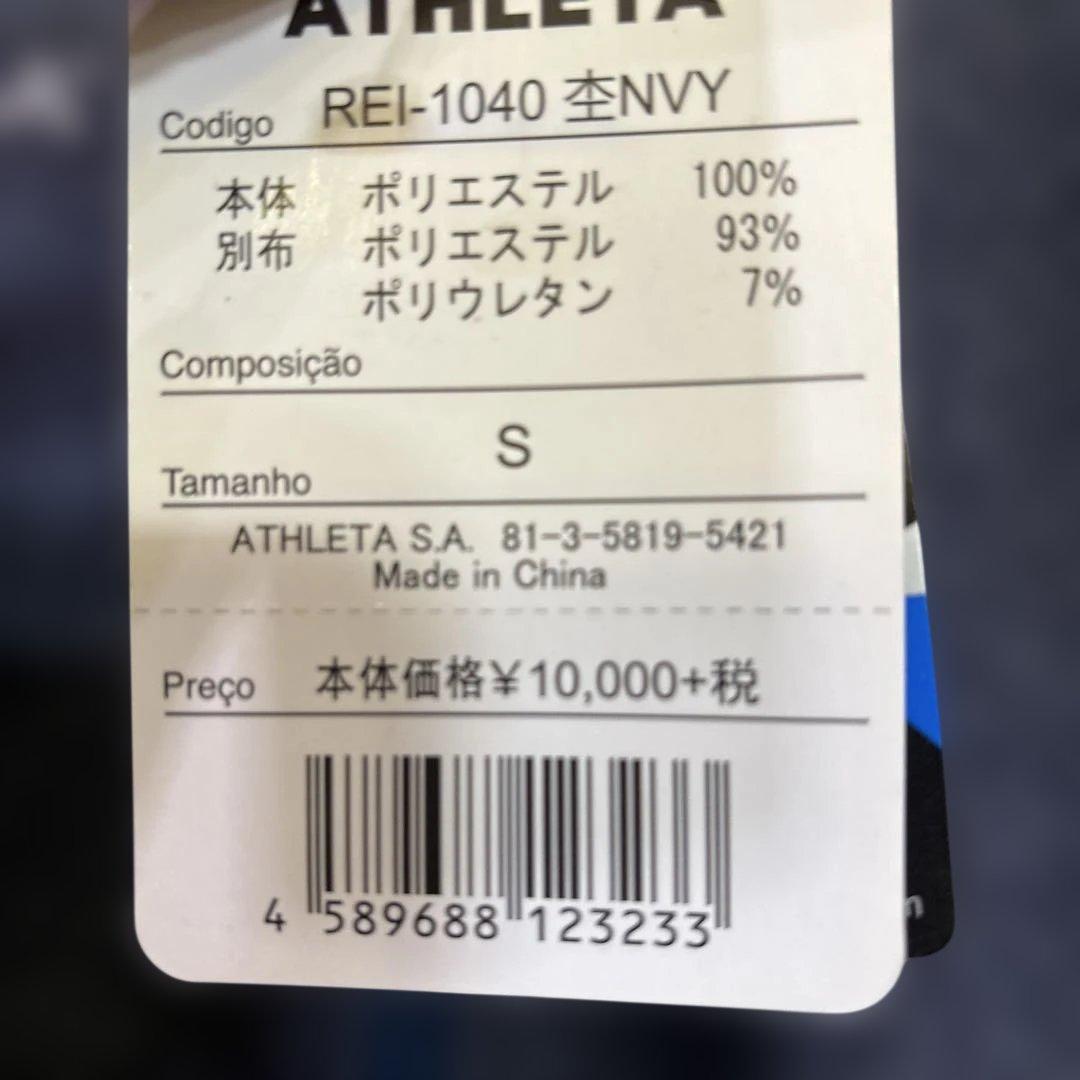 ATHLETA
Codigo REI-1040 杢NVY
本体 ポリエステル 100%
別布 ポリエステル 93%
ポリウレタン 7%
Composição
S
Tamanho
ATHLETA S.A. 81-3-5819-5421
Made in China
Preço 本体価格¥10,000+税
4 589688 123233